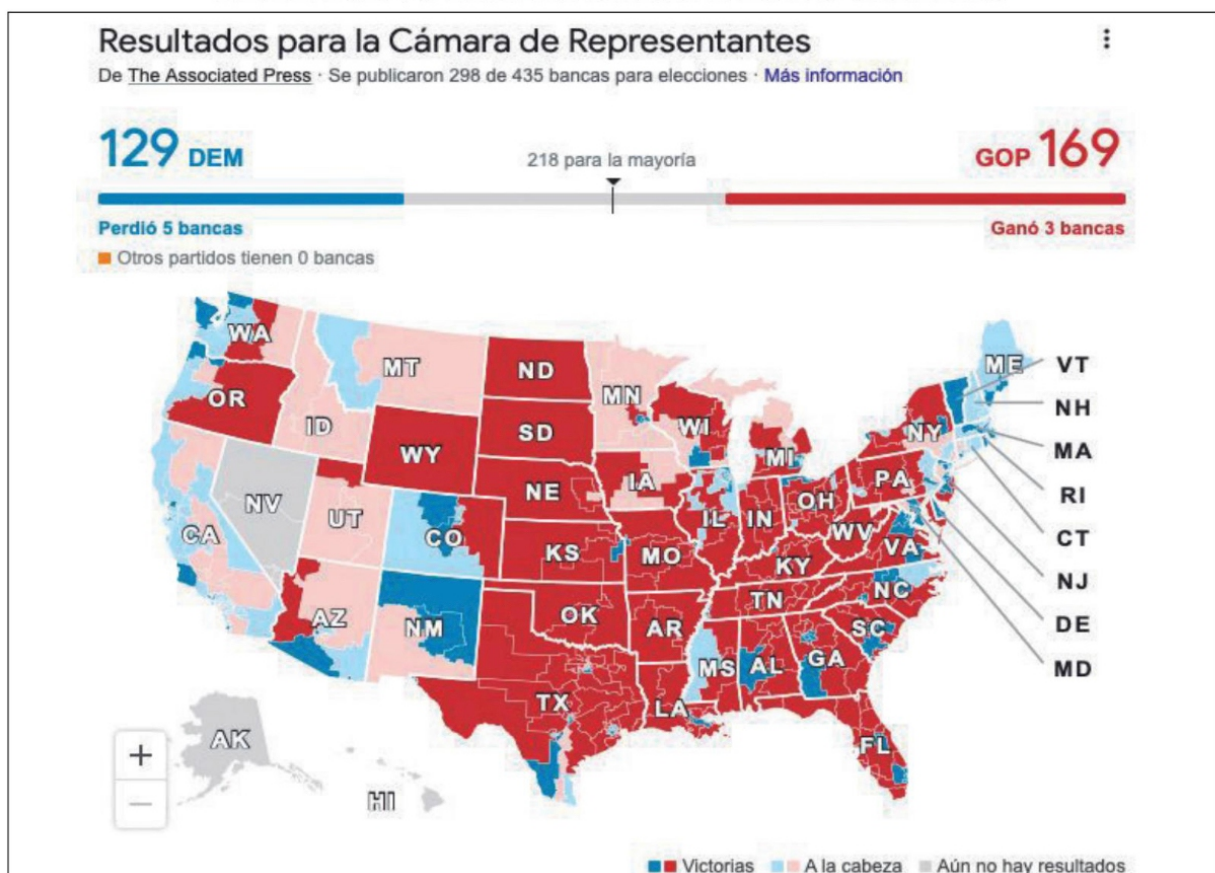 Resultados para la Cámara de Representantes
De The Associated Press · Se publicaron 298 de 435 bancas para elecciones · Más información
129 DEM
218 para la mayoría
GOP 169
Perdió 5 bancas
Ganó 3 bancas
Otros partidos tienen 0 bancas
WA
MT
ND
MN
ME
VT
OR
ID
SD
WI
NY
NH
WY
MI
MA
NV
UT
NE
IA
PA
RI
CA
CO
IL
IN
OH
WV
VA
CT
KS
MO
KY
NJ
AZ
NM
OK
TN
NC
DE
AR
SC
MD
MS
AL
GA
TX
LA
FL
AK
HI
+
−
Victorias A la cabeza Aún no hay resultados